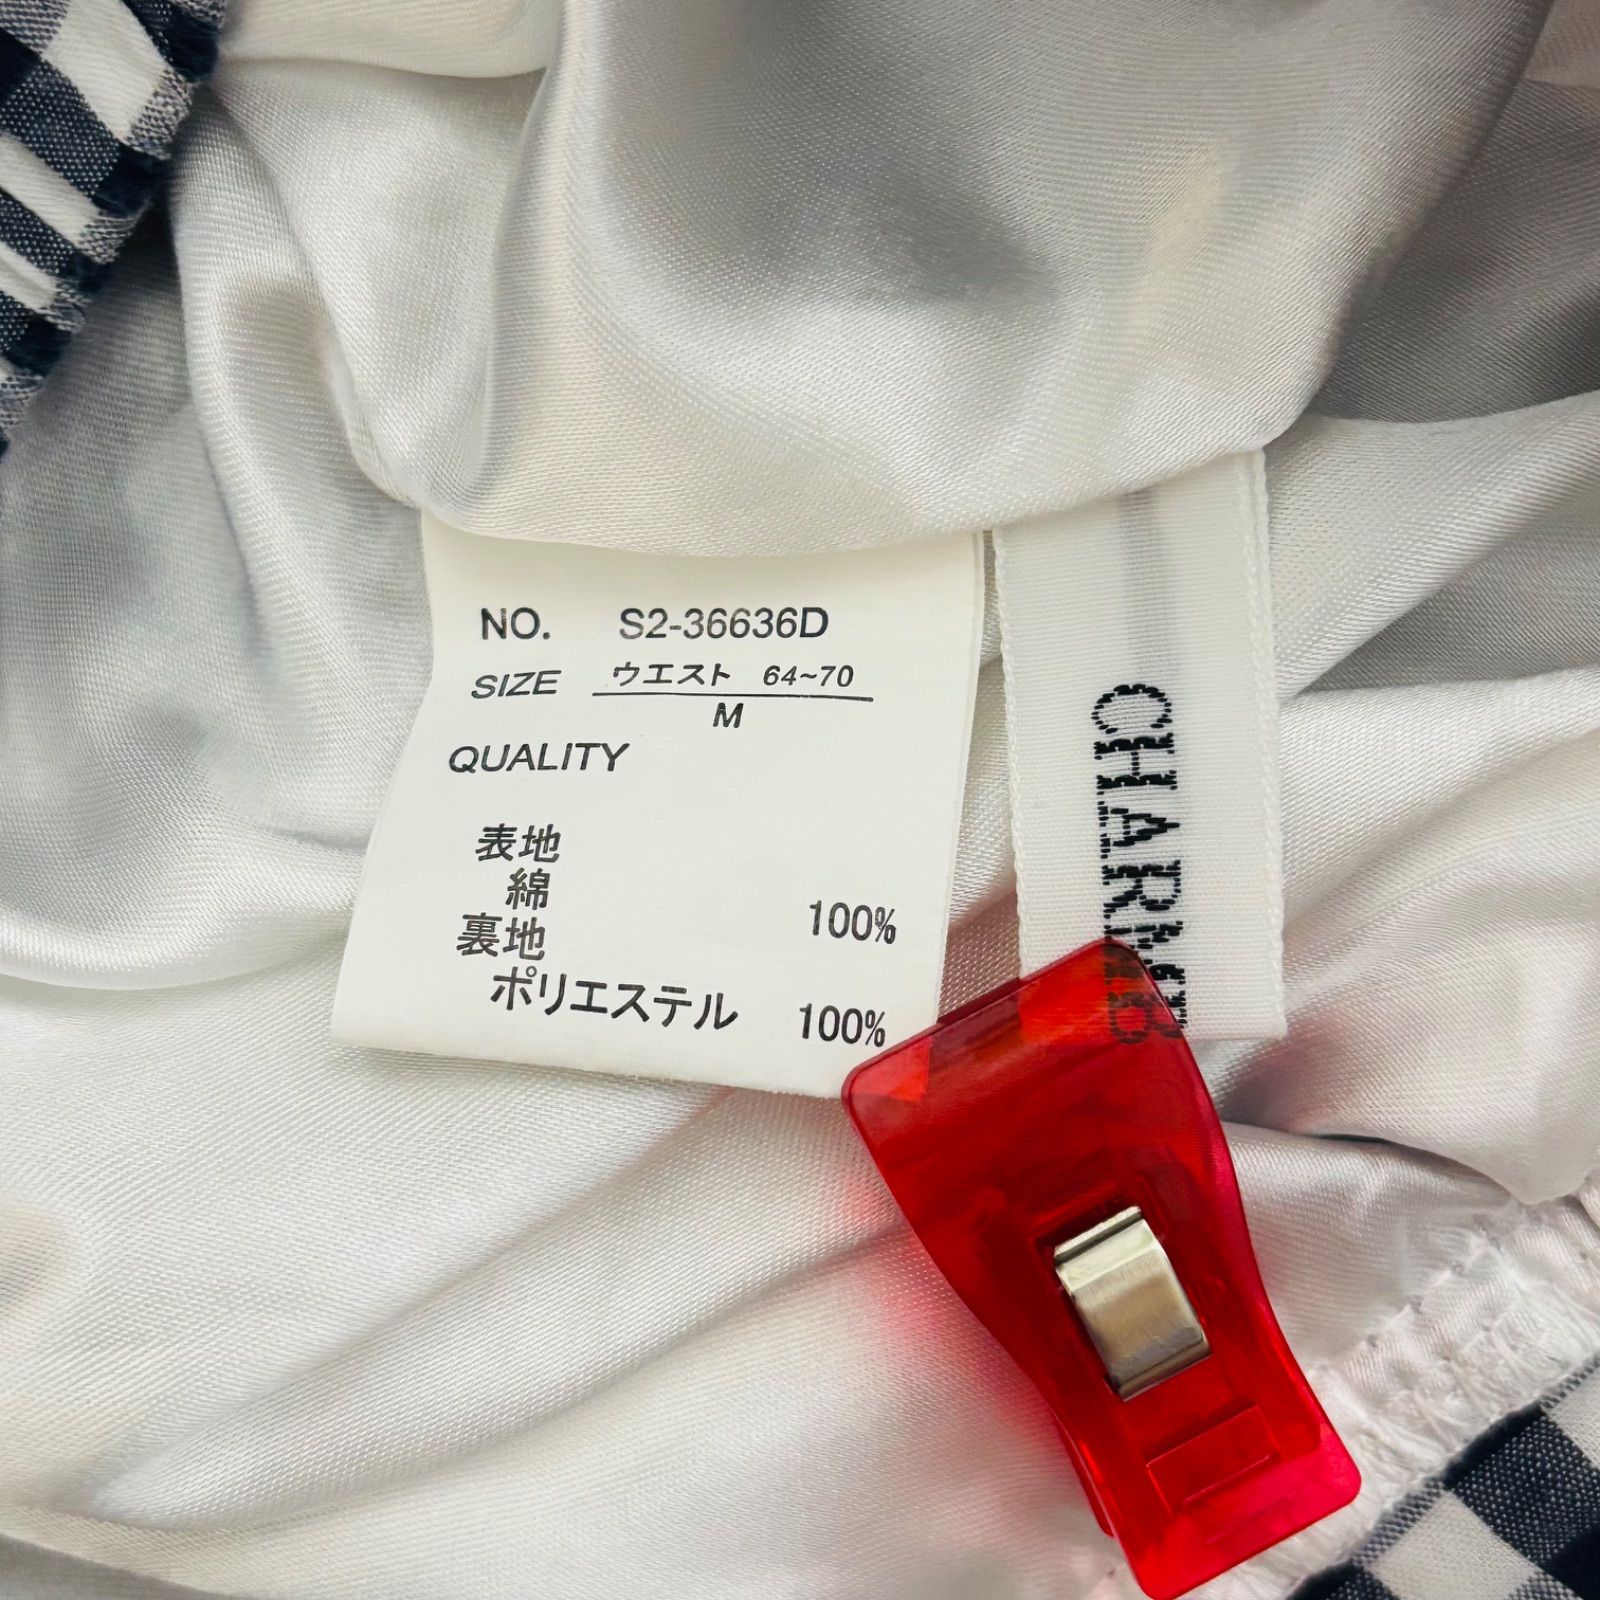 NO. S2-36636D
SIZE ウエスト 64~70
M
QUALITY
表地
綿 100%
裏地
ポリエステル 100%